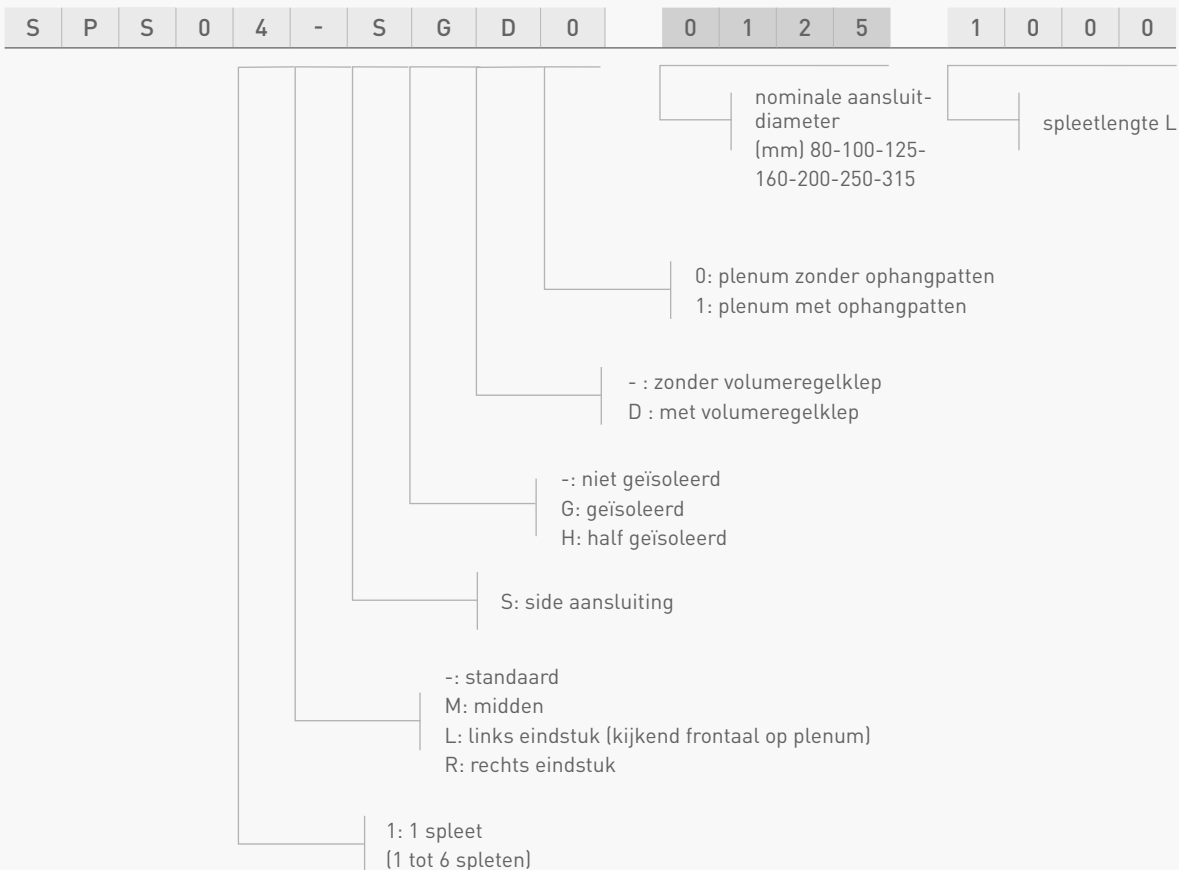 S P S 0 4 - S G D 0 0 1 2 5 1 0 0 0
nominale aansluit-
diameter
(mm) 80-100-125-
160-200-250-315
spleetlengte L
0: plenum zonder ophangpatten
1: plenum met ophangpatten
- : zonder volumeregelklep
D : met volumeregelklep
-: niet geïsoleerd
G: geïsoleerd
H: half geïsoleerd
S: side aansluiting
-: standaard
M: midden
L: links eindstuk (kijkend frontaal op plenum)
R: rechts eindstuk
1: 1 spleet
(1 tot 6 spleten)